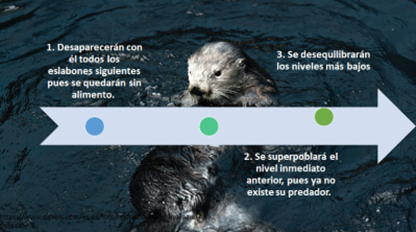 1. Desaparecerán con
él todos los
eslabones siguientes
pues se quedarán sin
alimento.
3. Se desequilibrarán
los niveles más bajos
2. Se superpoblará el
nivel inmediato
anterior, pues ya no
existe su predador.